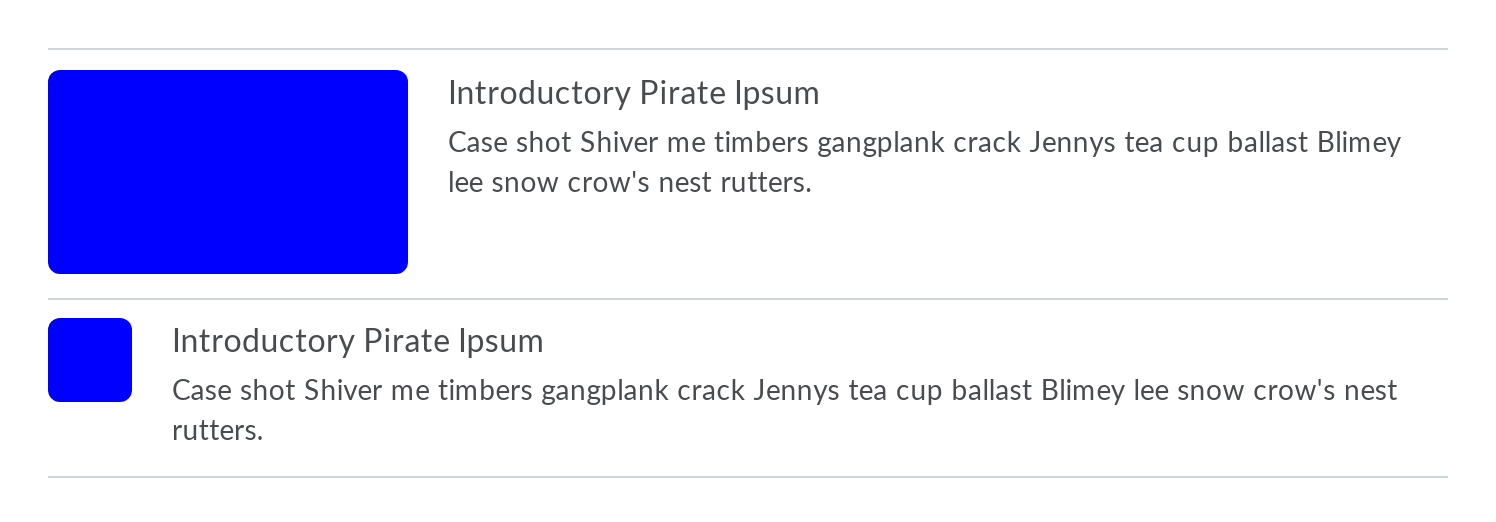 Introductory Pirate Ipsum
Case shot Shiver me timbers gangplank crack Jennys tea cup ballast Blimey
lee snow crow's nest rutters.
Introductory Pirate Ipsum
Case shot Shiver me timbers gangplank crack Jennys tea cup ballast Blimey lee snow crow's nest
rutters.